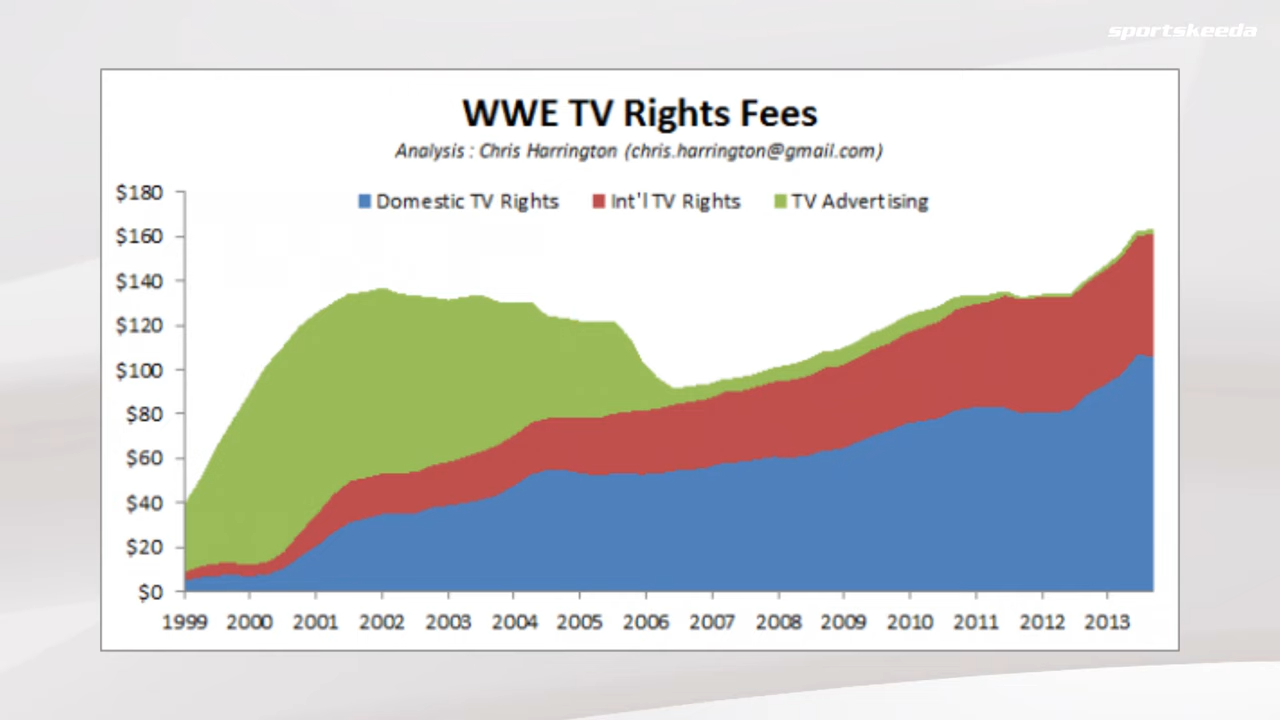 sportskeeda
WWE TV Rights Fees
Analysis : Chris Harrington (chris.harrington@gmail.com)
Domestic TV Rights Int'l TV Rights TV Advertising
$180
$160
$140
$120
$100
$80
$60
$40
$20
$0
1999 2000 2001 2002 2003 2004 2005 2006 2007 2008 2009 2010 2011 2012 2013